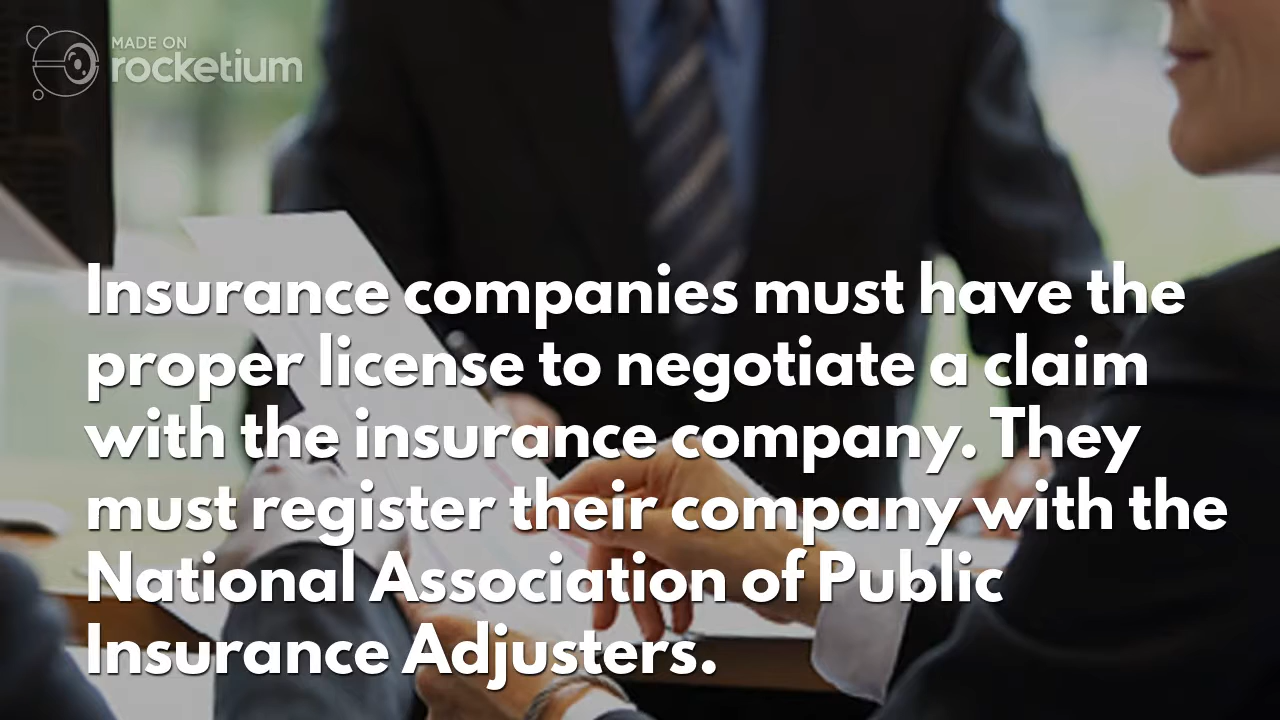 MADE ON
rocketium
Insurance companies must have the
proper license to negotiate a claim
with the insurance company. They
must register their company with the
National Association of Public
Insurance Adjusters.